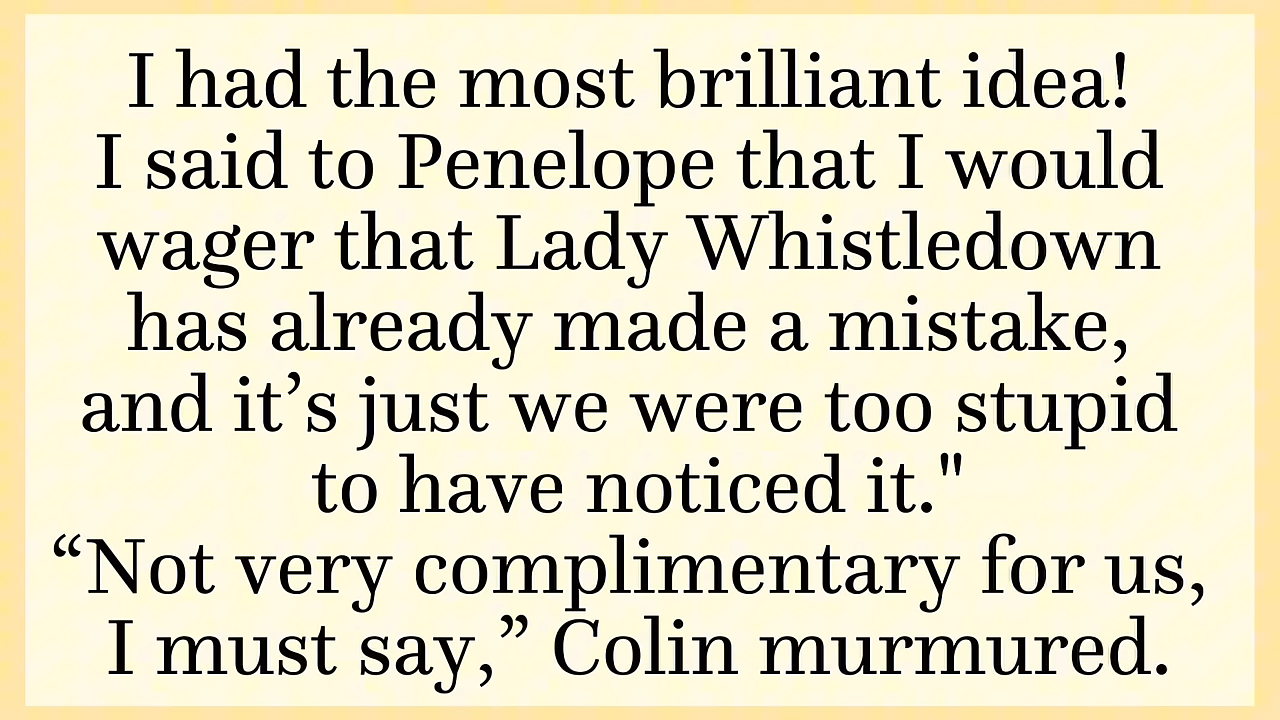 I had the most brilliant idea!
I said to Penelope that I would
wager that Lady Whistledown
has already made a mistake,
and it’s just we were too stupid
to have noticed it."
“Not very complimentary for us,
I must say,” Colin murmured.